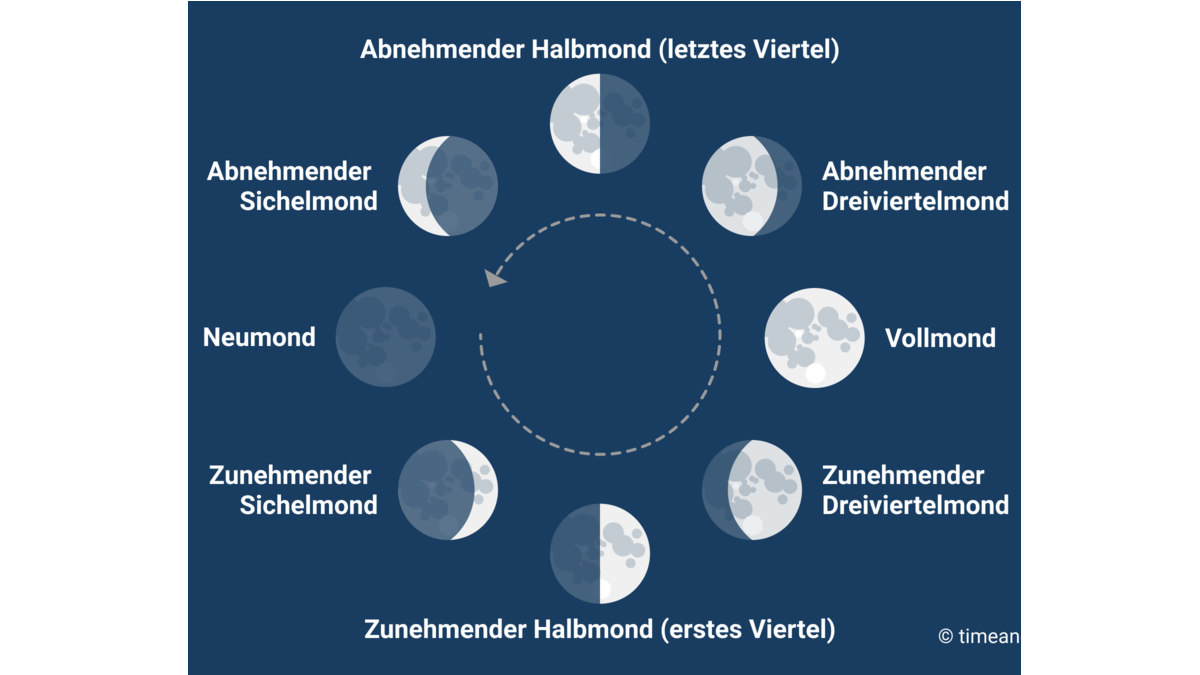 Abnehmender Halbmond (letztes Viertel)
Abnehmender
Sichelmond
Abnehmender
Dreiviertelmond
Neumond
Vollmond
Zunehmender
Sichelmond
Zunehmender
Dreiviertelmond
Zunehmender Halbmond (erstes Viertel)
© timean